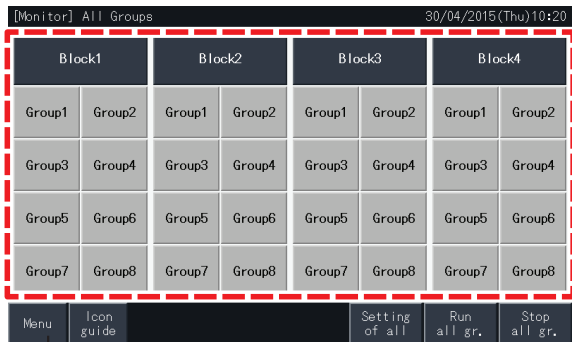 [Monitor] All Groups 30/04/2015(Thu)10:20
Block1 Block2 Block3 Block4
Group1 Group2 Group1 Group2 Group1 Group2 Group1 Group2
Group3 Group4 Group3 Group4 Group3 Group4 Group3 Group4
Group5 Group6 Group5 Group6 Group5 Group6 Group5 Group6
Group7 Group8 Group7 Group8 Group7 Group8 Group7 Group8
Menu
Icon
guide
Setting
of all
Run
all gr.
Stop
all gr.